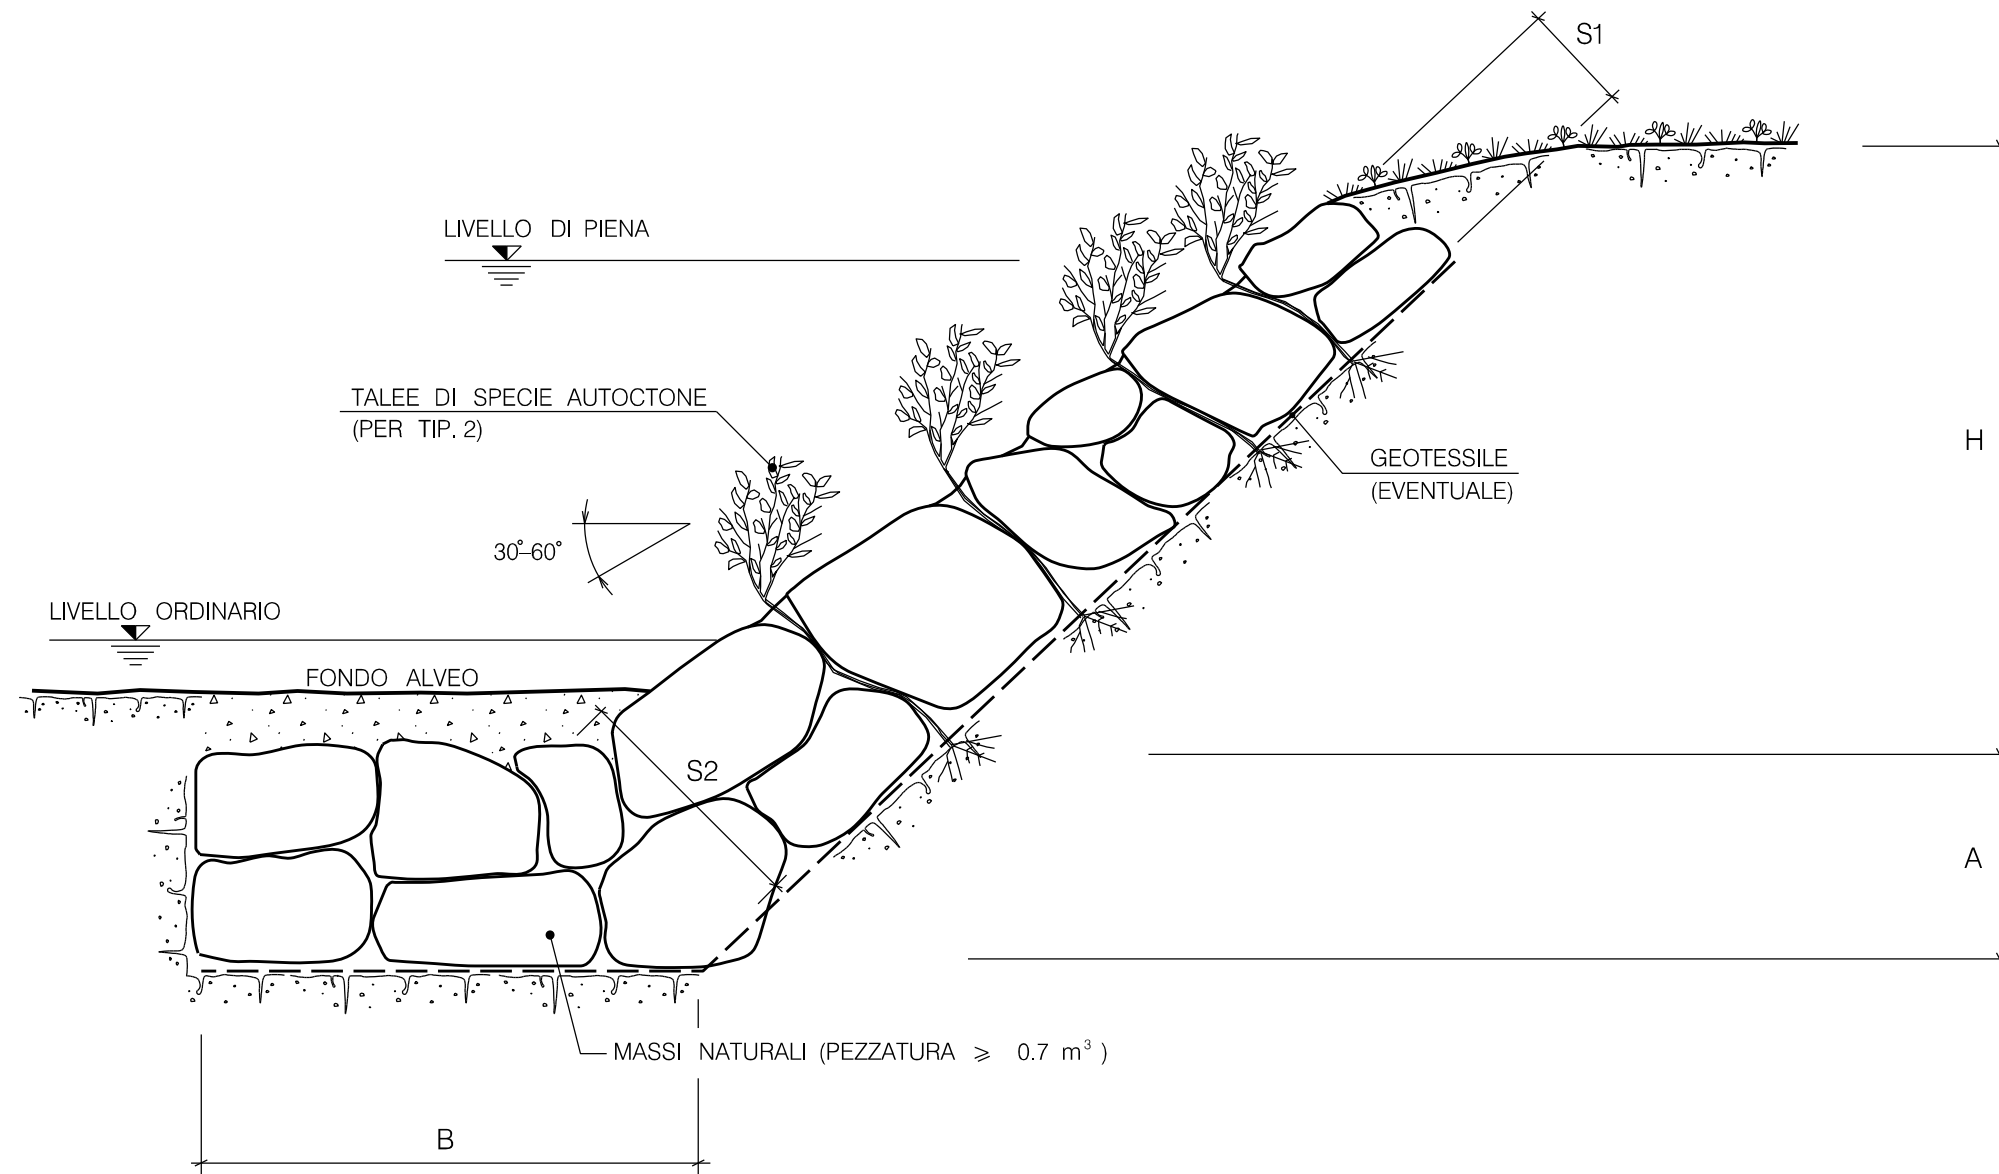 S1
LIVELLO DI PIENA
TALEE DI SPECIE AUTOCTONE
(PER TIP. 2)
H
GEOTESSILE
(EVENTUALE)
30°-60°
LIVELLO ORDINARIO
FONDO ALVEO
S2
A
MASSI NATURALI (PEZZATURA ⩾ 0.7 m³ )
B